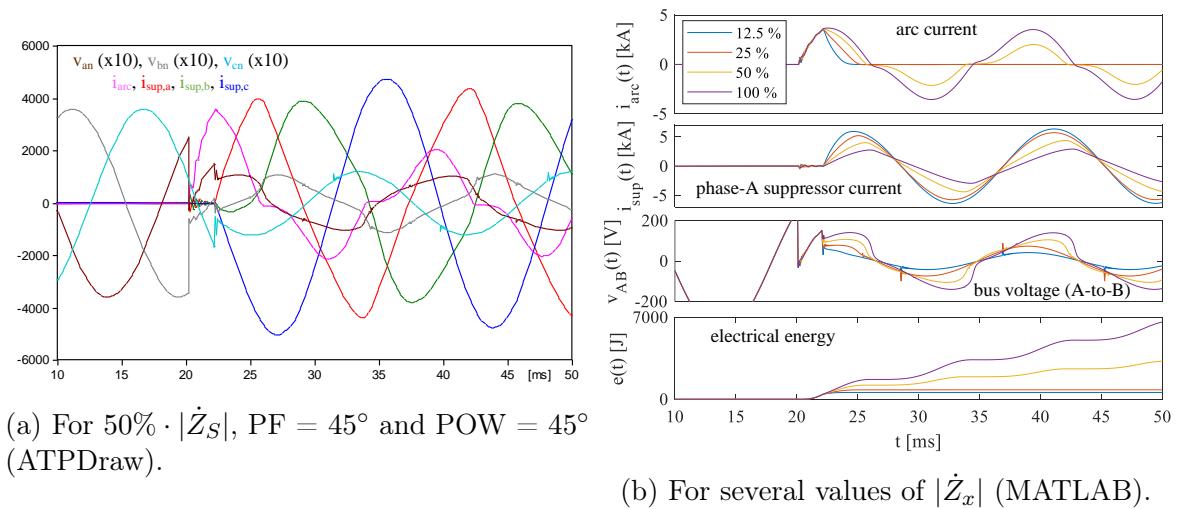 6000
4000
2000
0
-2000
-4000
-6000
v_an (x10), v_bn (x10), v_cn (x10)
i_arc, i_sup,a, i_sup,b, i_sup,c
10 15 20 25 30 35 40 45 [ms] 50
(a) For 50% · |Ż_S|, PF = 45° and POW = 45°
(ATPDraw).
i_arc(t) [kA]
5
0
-5
12.5 %
25 %
50 %
100 %
arc current
i_sup(t) [kA]
5
0
-5
phase-A suppressor current
v_AB(t) [V]
200
0
-200
bus voltage (A-to-B)
e(t) [J]
7000
0
electrical energy
10 15 20 25 30 35 40 45 50
t [ms]
(b) For several values of |Ż_x| (MATLAB).